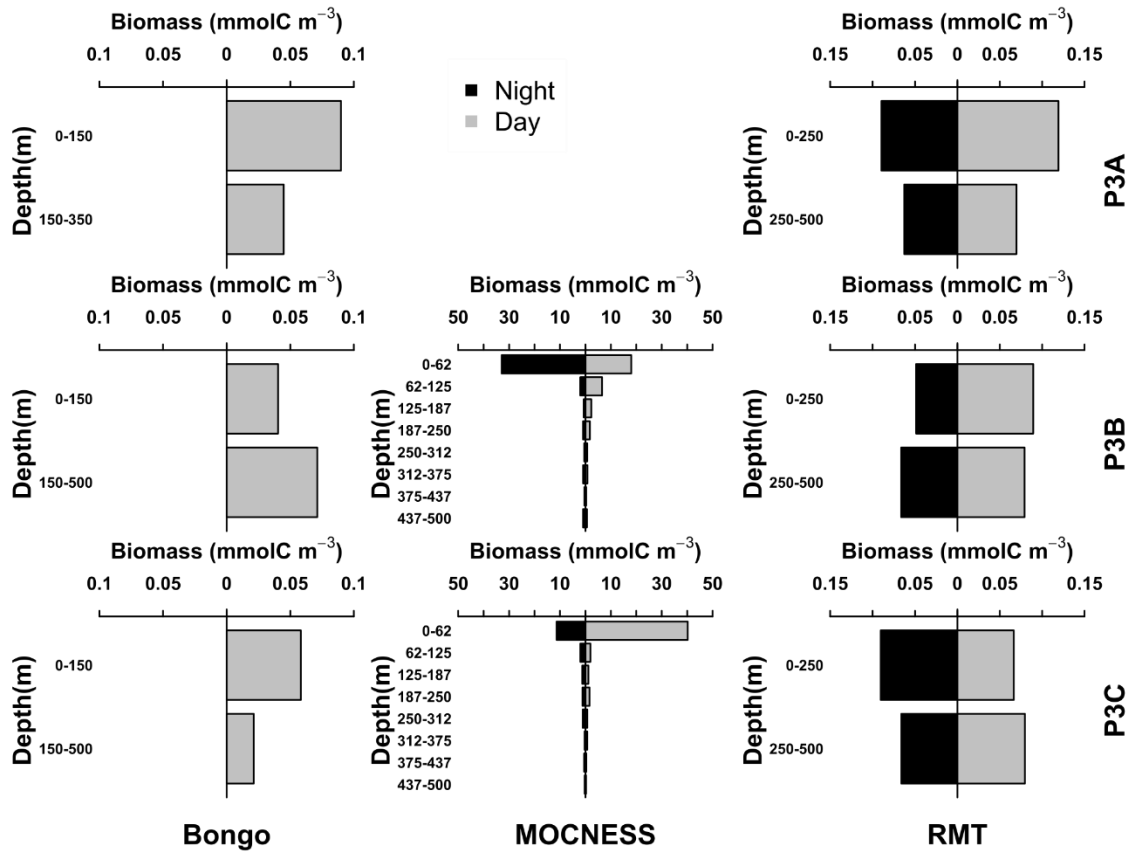 Biomass (mmolC m⁻³)
0.1 0.05 0 0.05 0.1
Depth(m)
0-150
150-350
Night
Day
Biomass (mmolC m⁻³)
0.15 0.05 0 0.05 0.15
Depth(m)
0-250
250-500
P3A
Biomass (mmolC m⁻³)
0.1 0.05 0 0.05 0.1
Depth(m)
0-150
150-500
Biomass (mmolC m⁻³)
50 30 10 10 30 50
Depth(m)
0-62
62-125
125-187
187-250
250-312
312-375
375-437
437-500
Biomass (mmolC m⁻³)
0.15 0.05 0 0.05 0.15
Depth(m)
0-250
250-500
P3B
Biomass (mmolC m⁻³)
0.1 0.05 0 0.05 0.1
Depth(m)
0-150
150-500
Biomass (mmolC m⁻³)
50 30 10 10 30 50
Depth(m)
0-62
62-125
125-187
187-250
250-312
312-375
375-437
437-500
Biomass (mmolC m⁻³)
0.15 0.05 0 0.05 0.15
Depth(m)
0-250
250-500
P3C
Bongo
MOCNESS
RMT